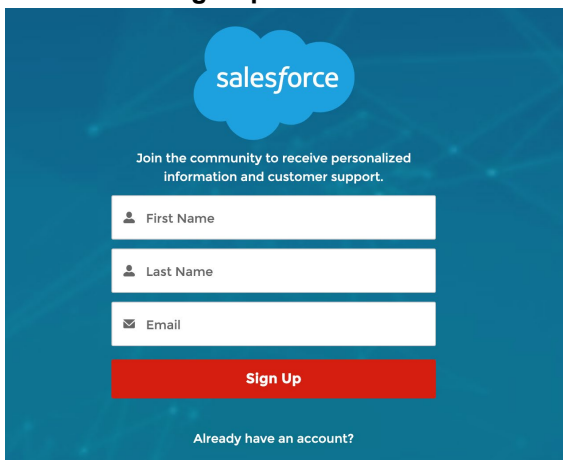 salesforce
Join the community to receive personalized
information and customer support.
First Name
Last Name
Email
Sign Up
Already have an account?